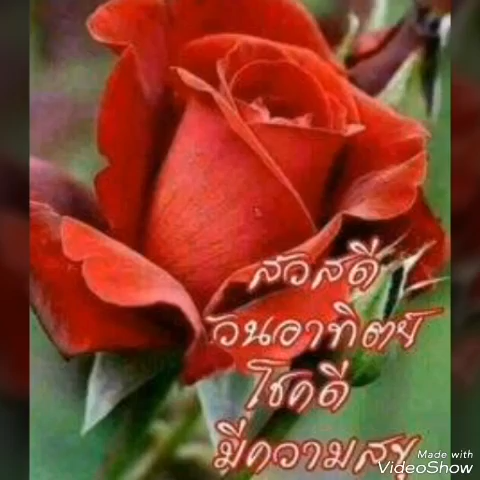 สวัสดี
วันอาทิตย์
โชคดี
มีความสุข
Made with
VideoShow